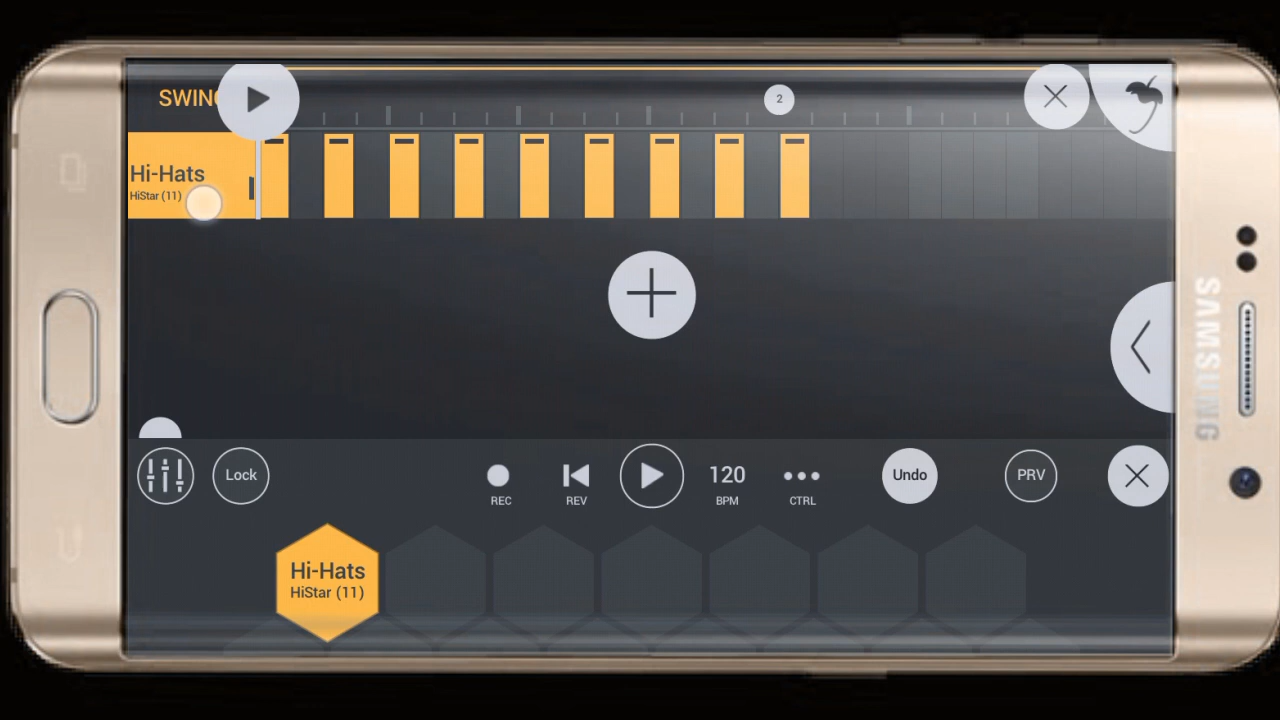 SWING
2
Hi-Hats
HiStar (11)
Lock
REC
REV
120
BPM
CTRL
Undo
PRV
Hi-Hats
HiStar (11)
SAMSUNG